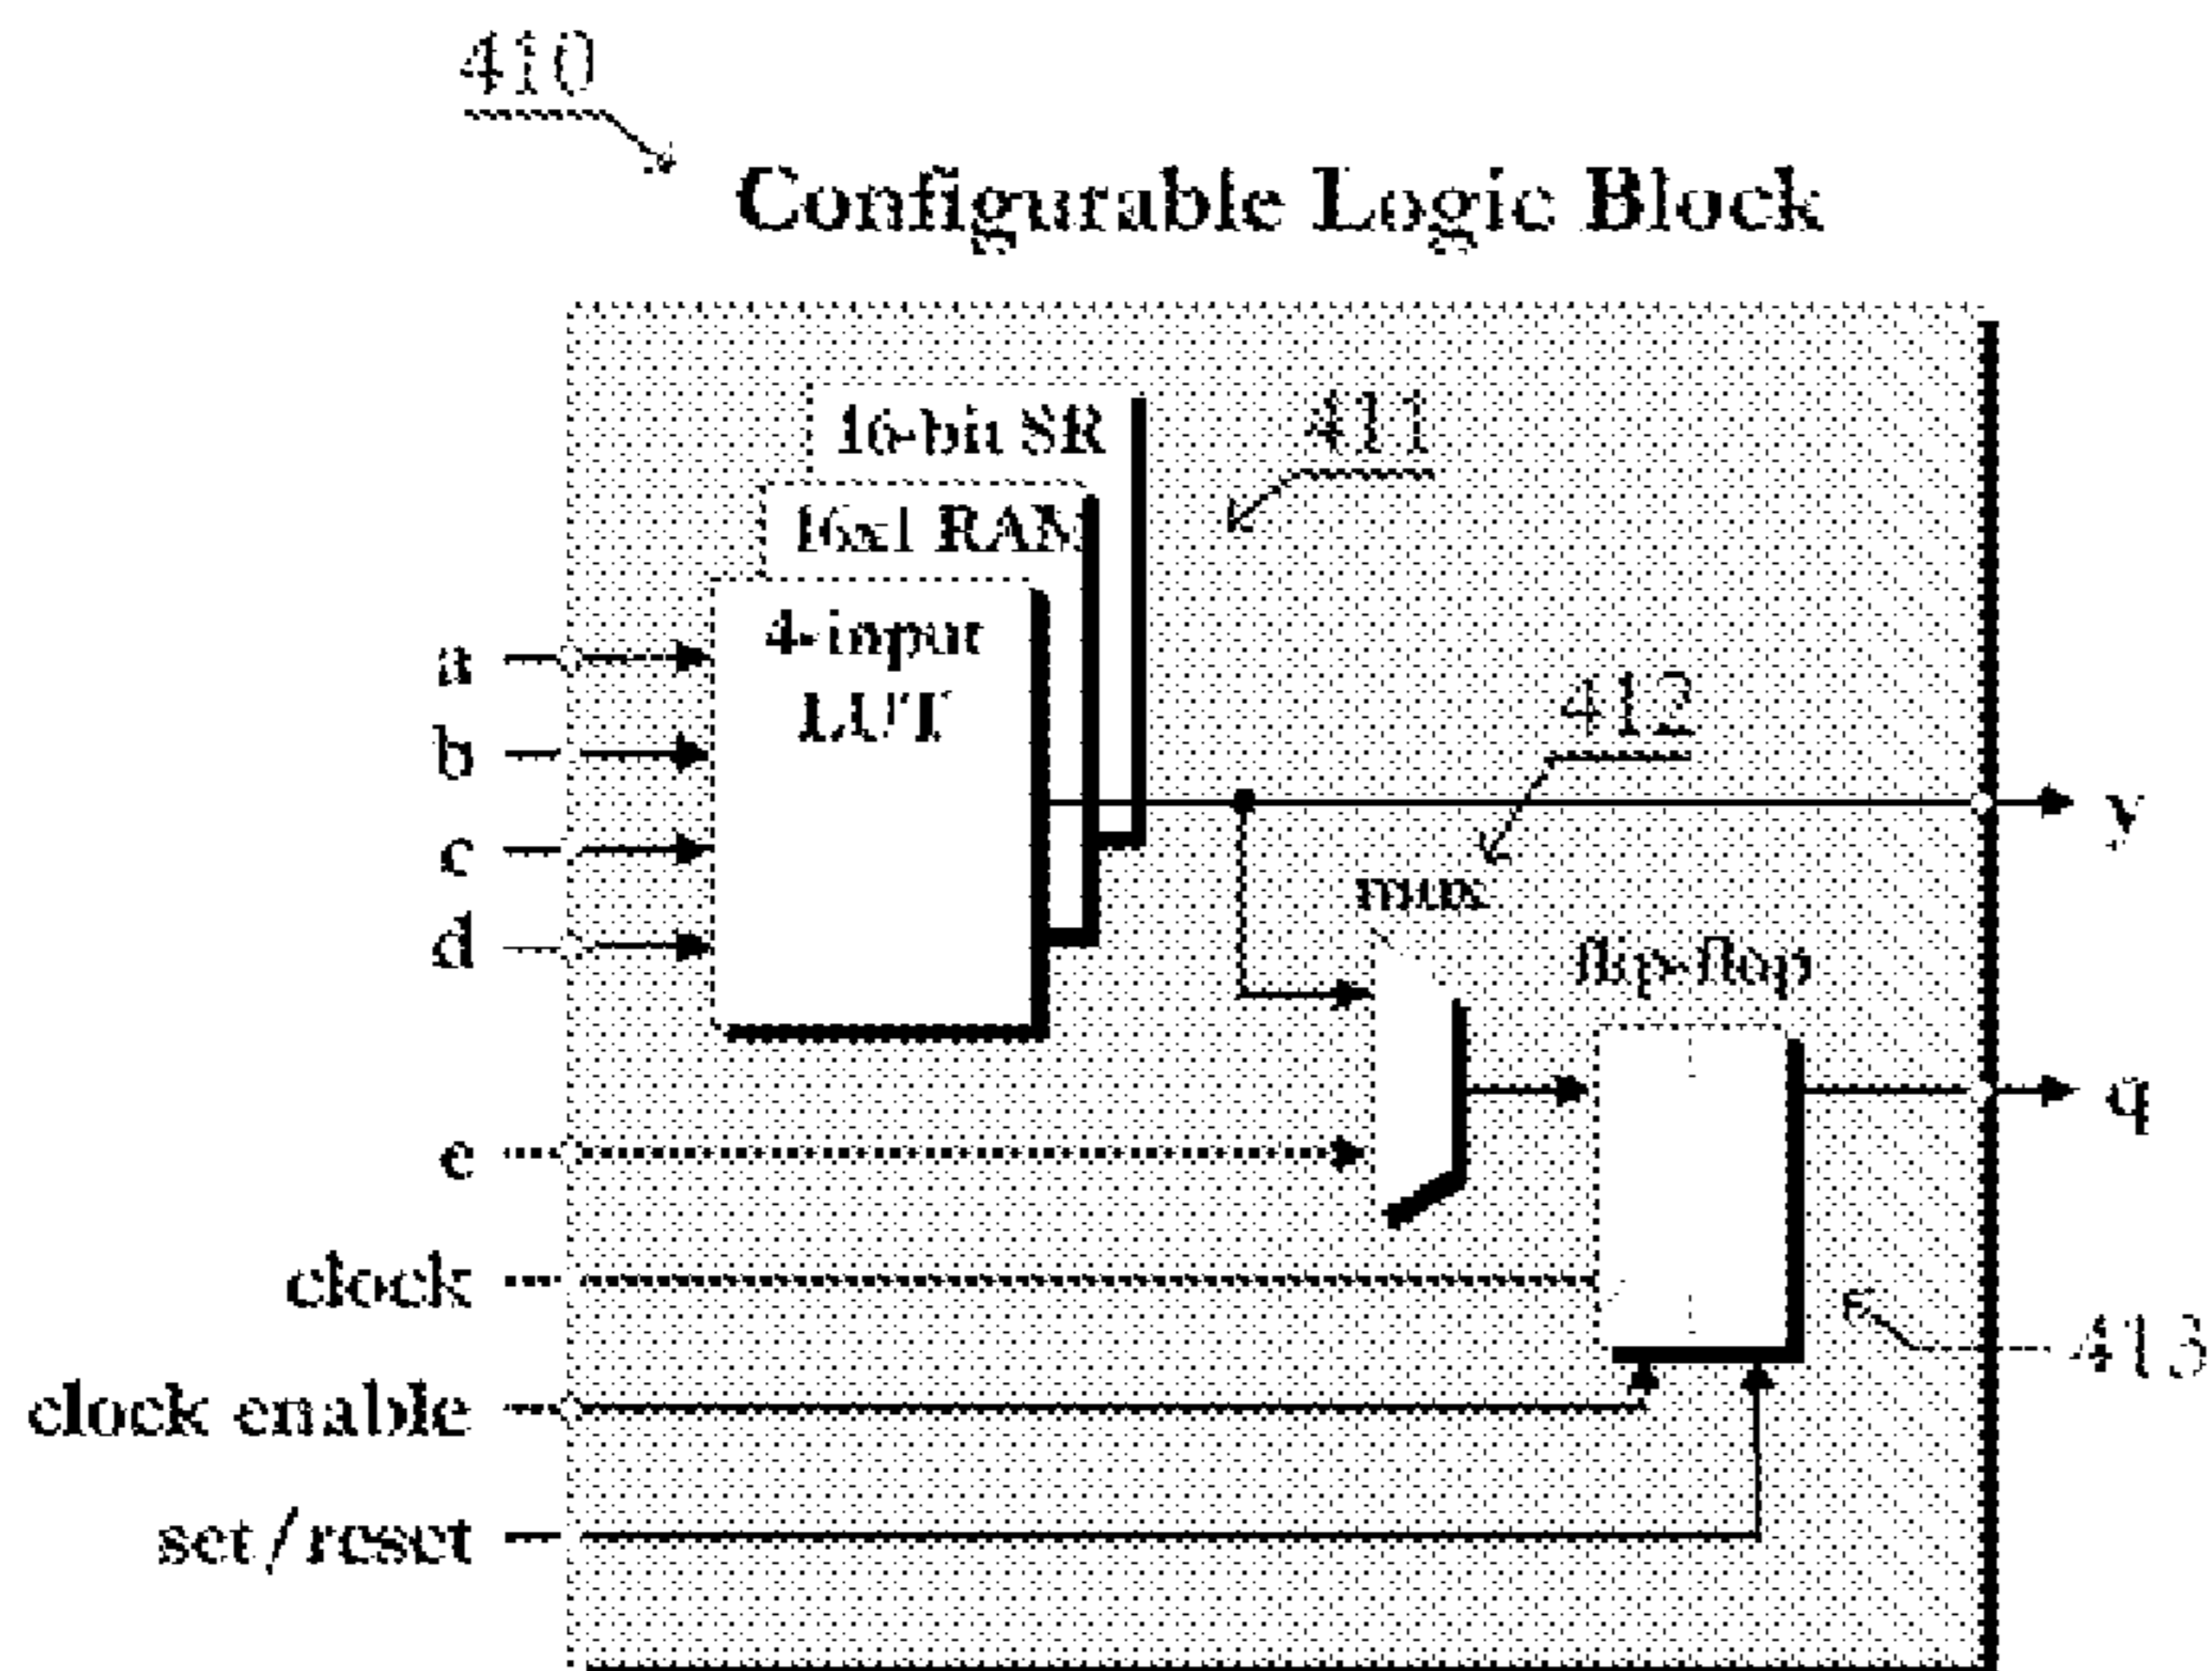 410
Configurable Logic Block
16-bit SR
411
16x1 RAM
4-input
LUT
a
b
c
d
412
y
mux
flip-flop
q
e
clock
413
clock enable
set/reset